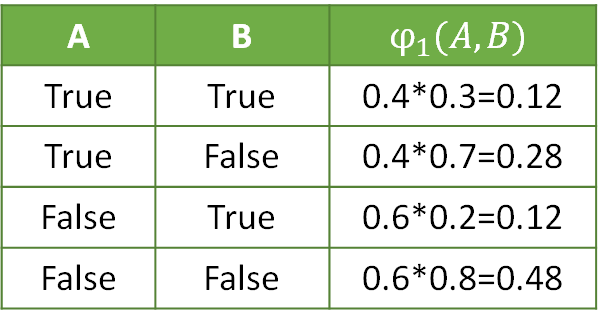 A B φ₁(A,B)
True True 0.4*0.3=0.12
True False 0.4*0.7=0.28
False True 0.6*0.2=0.12
False False 0.6*0.8=0.48